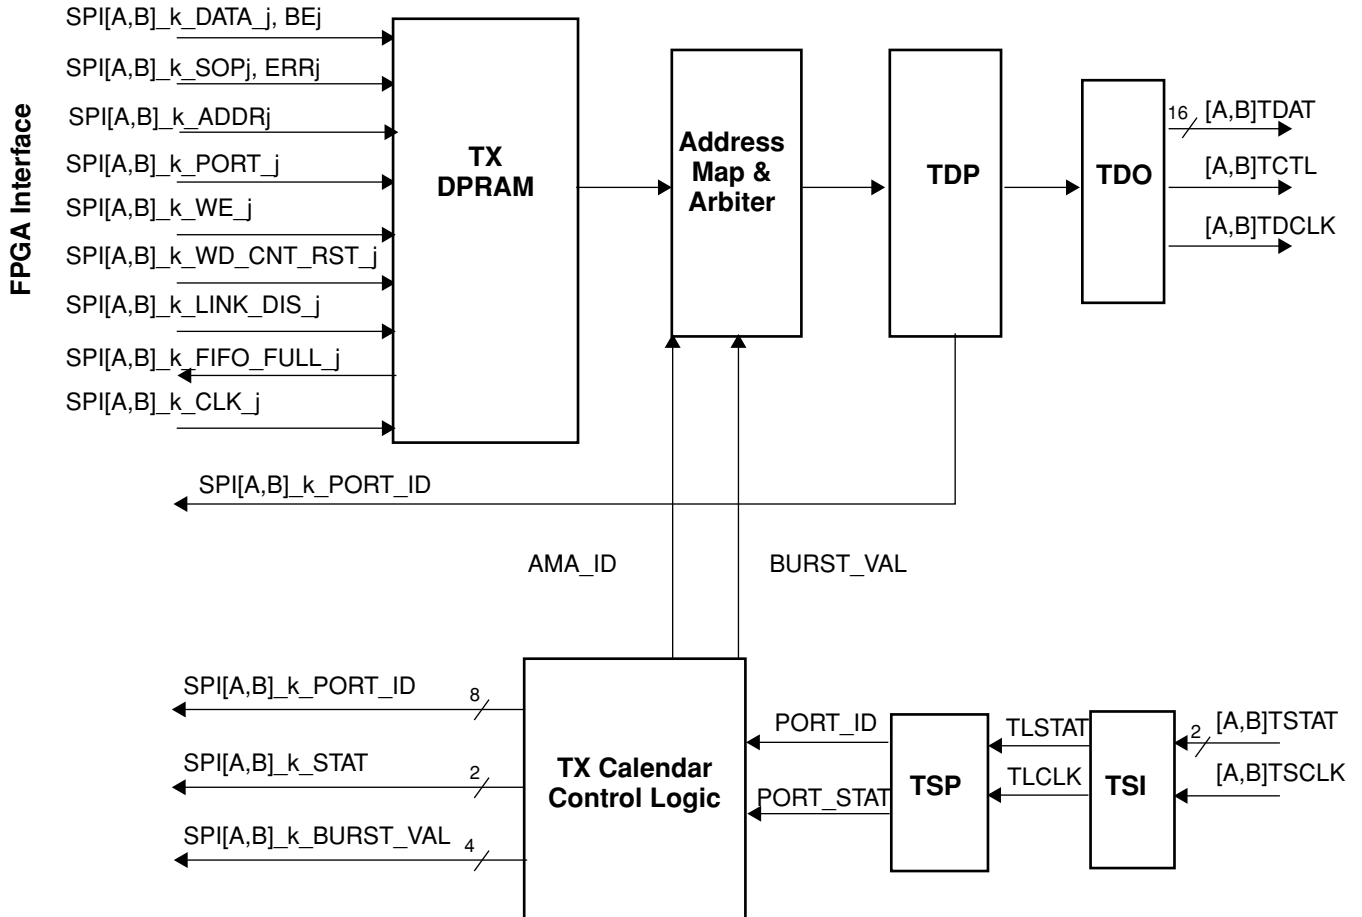 FPGA Interface
SPI[A,B]_k_DATA_j, BEj
SPI[A,B]_k_SOPj, ERRj
SPI[A,B]_k_ADDRj
SPI[A,B]_k_PORT_j
SPI[A,B]_k_WE_j
SPI[A,B]_k_WD_CNT_RST_j
SPI[A,B]_k_LINK_DIS_j
SPI[A,B]_k_FIFO_FULL_j
SPI[A,B]_k_CLK_j
TX
DPRAM
Address
Map &
Arbiter
TDP
TDO
16
[A,B]TDAT
[A,B]TCTL
[A,B]TDCLK
SPI[A,B]_k_PORT_ID
AMA_ID
BURST_VAL
SPI[A,B]_k_PORT_ID
8
SPI[A,B]_k_STAT
2
SPI[A,B]_k_BURST_VAL
4
TX Calendar
Control Logic
PORT_ID
PORT_STAT
TSP
TLSTAT
TLCLK
TSI
2
[A,B]TSTAT
[A,B]TSCLK